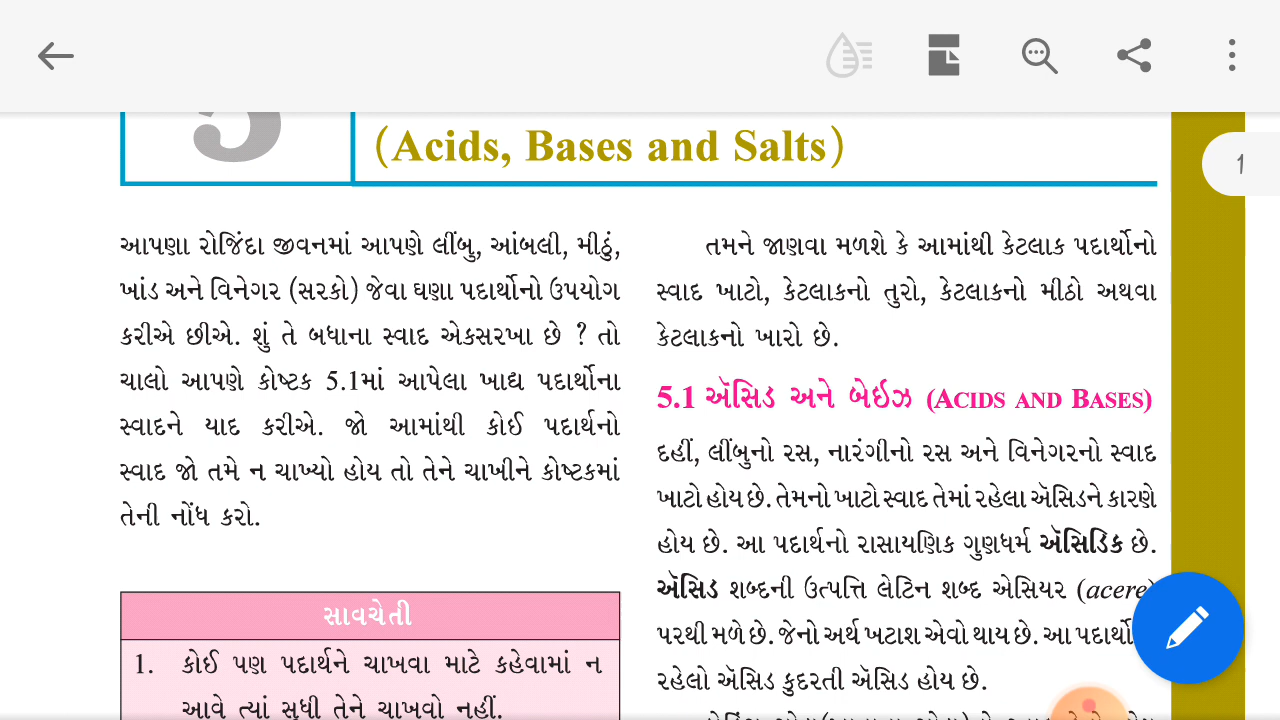 5
(Acids, Bases and Salts)
1
આપણા રોજિંદા જીવનમાં આપણે લીંબુ, આંબલી, મીઠું,
ખાંડ અને વિનેગર (સરકો) જેવા ઘણા પદાર્થોનો ઉપયોગ
કરીએ છીએ. શું તે બધાના સ્વાદ એકસરખા છે ? તો
ચાલો આપણે કોષ્ટક 5.1માં આપેલા ખાદ્ય પદાર્થોના
સ્વાદને યાદ કરીએ. જો આમાંથી કોઈ પદાર્થનો
સ્વાદ જો તમે ન ચાખ્યો હોય તો તેને ચાખીને કોષ્ટકમાં
તેની નોંધ કરો.
સાવચેતી
1. કોઈ પણ પદાર્થને ચાખવા માટે કહેવામાં ન
આવે ત્યાં સુધી તેને ચાખવો નહીં.
તમને જાણવા મળશે કે આમાંથી કેટલાક પદાર્થોનો
સ્વાદ ખાટો, કેટલાકનો તુરો, કેટલાકનો મીઠો અથવા
કેટલાકનો ખારો છે.
5.1 ઍસિડ અને બેઇઝ (ACIDS AND BASES)
દહીં, લીંબુનો રસ, નારંગીનો રસ અને વિનેગરનો સ્વાદ
ખાટો હોય છે. તેમનો ખાટો સ્વાદ તેમાં રહેલા ઍસિડને કારણે
હોય છે. આ પદાર્થનો રાસાયણિક ગુણધર્મ ઍસિડિક છે.
ઍસિડ શબ્દની ઉત્પત્તિ લેટિન શબ્દ એસિયર (acere)
પરથી મળે છે. જેનો અર્થ ખટાશ એવો થાય છે. આ
રહેલો ઍસિડ કુદરતી ઍસિડ હોય છે.